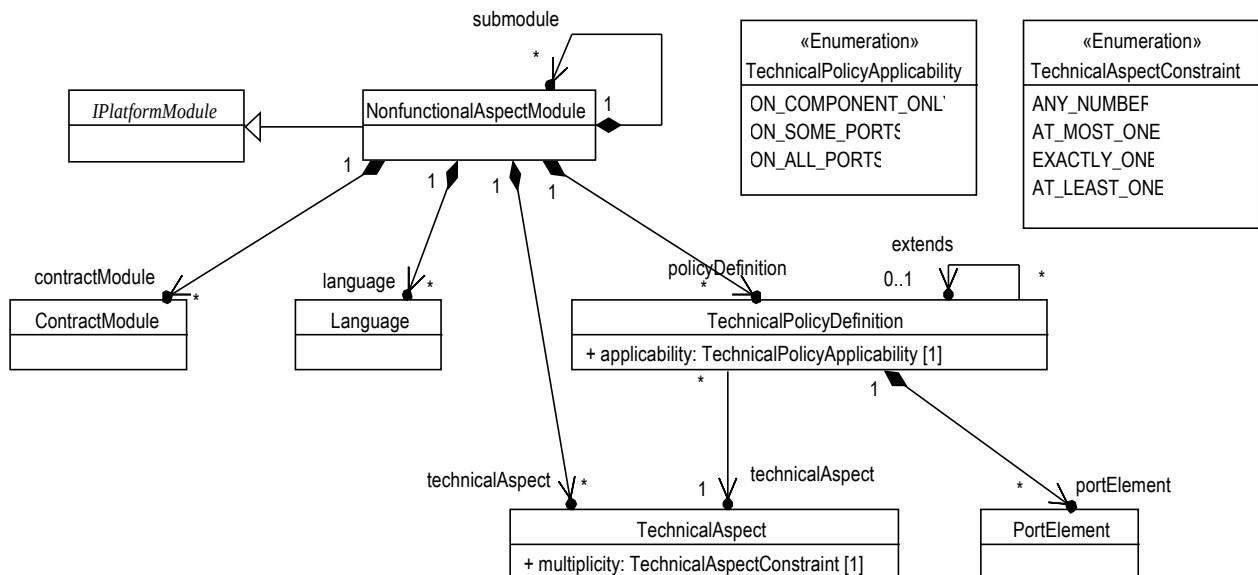 submodule
*
«Enumeration»
TechnicalPolicyApplicability
ON_COMPONENT_ONLY
ON_SOME_PORTS
ON_ALL_PORTS
«Enumeration»
TechnicalAspectConstraint
ANY_NUMBER
AT_MOST_ONE
EXACTLY_ONE
AT_LEAST_ONE
IPlatformModule
NonfunctionalAspectModule
1
1
1
1
1
contractModule
*
language
*
policyDefinition
*
extends
0..1
*
ContractModule
Language
TechnicalPolicyDefinition
+ applicability: TechnicalPolicyApplicability [1]
*
1
technicalAspect
*
1
technicalAspect
*
portElement
TechnicalAspect
+ multiplicity: TechnicalAspectConstraint [1]
PortElement